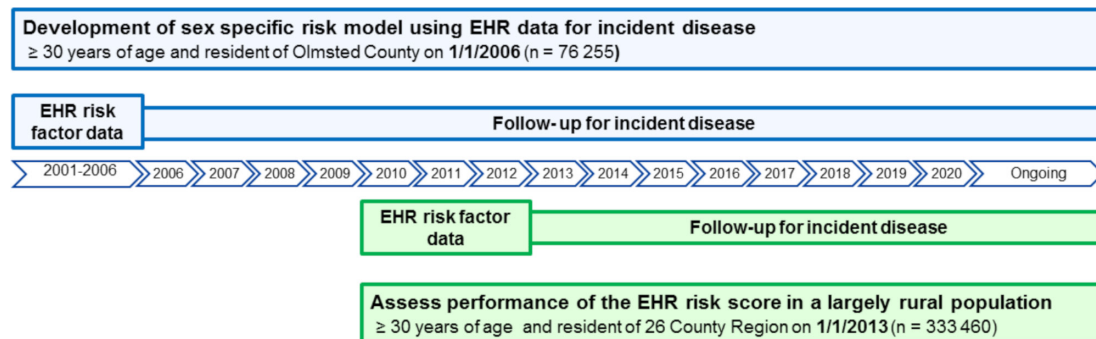 Development of sex specific risk model using EHR data for incident disease
≥ 30 years of age and resident of Olmsted County on 1/1/2006 (n = 76 255)
EHR risk
factor data
Follow-up for incident disease
2001-2006 2006 2007 2008 2009 2010 2011 2012 2013 2014 2015 2016 2017 2018 2019 2020 Ongoing
EHR risk factor
data
Follow-up for incident disease
Assess performance of the EHR risk score in a largely rural population
≥ 30 years of age and resident of 26 County Region on 1/1/2013 (n = 333 460)